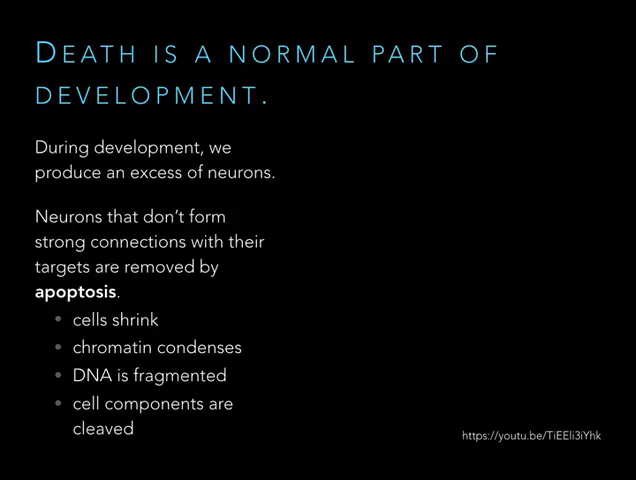 DEATH IS A NORMAL PART OF
DEVELOPMENT.
During development, we
produce an excess of neurons.
Neurons that don't form
strong connections with their
targets are removed by
apoptosis.
• cells shrink
• chromatin condenses
• DNA is fragmented
• cell components are
cleaved
https://youtu.be/TiEEli3iYhk